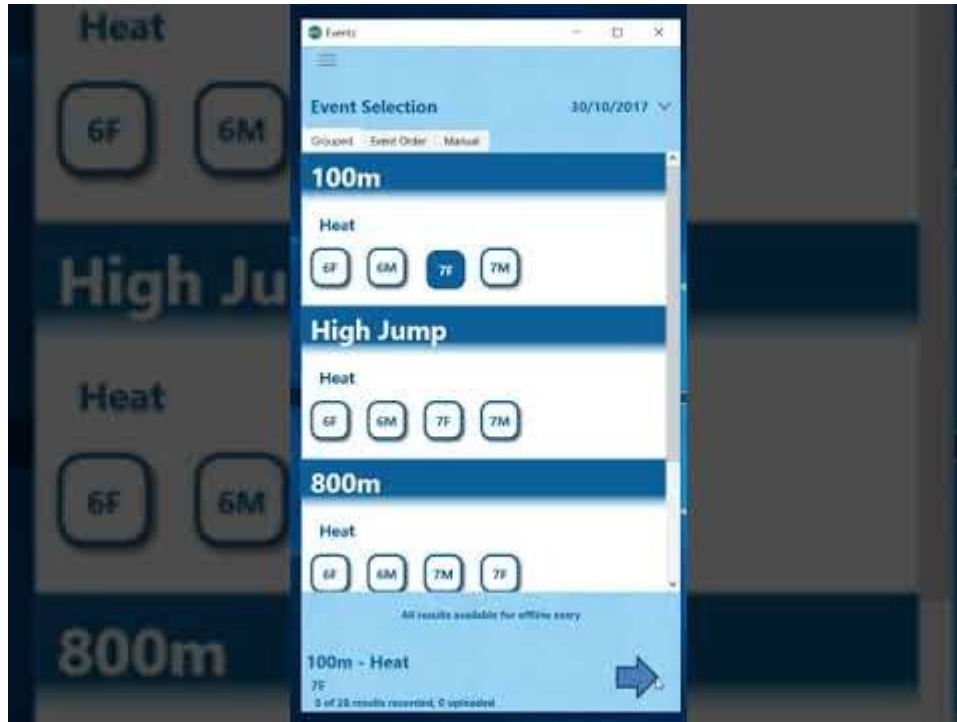 Heat
6F 6M
High Ju
Heat
6F 6M
800m
Events
Event Selection 30/10/2017
Grouped Event Order Manual
100m
Heat
6F 6M 7F 7M
High Jump
Heat
6F 6M 7F 7M
800m
Heat
6F 6M 7M 7F
All results available for offline entry
100m - Heat
7F
of 28 results recorded, 0 uploaded